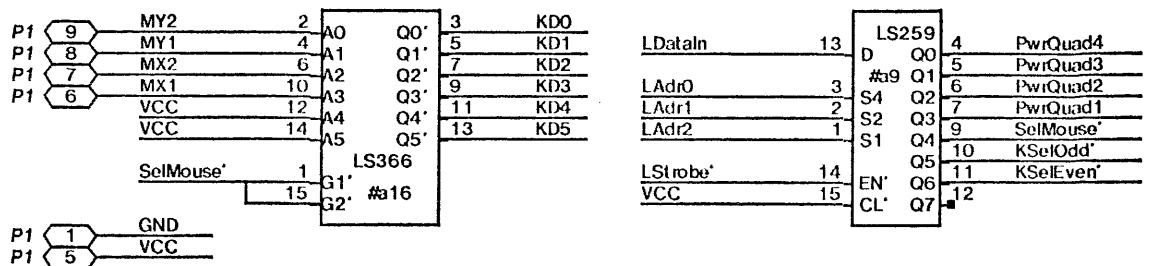 P1 9 MY2 2 A0 Q0' 3 KD0
P1 8 MY1 4 A1 Q1' 5 KD1
P1 7 MX2 6 A2 Q2' 7 KD2
P1 6 MX1 10 A3 Q3' 9 KD3
VCC 12 A4 Q4' 11 KD4
VCC 14 A5 Q5' 13 KD5
LS366
SelMouse' 1 G1'
#a16
15 G2'
P1 1 GND
P1 5 VCC
LS259
LDataIn 13 D Q0 4 PwrQuad4
#a9 Q1 5 PwrQuad3
LAdr0 3 S4 Q2 6 PwrQuad2
LAdr1 2 S2 Q3 7 PwrQuad1
LAdr2 1 S1 Q4 9 SelMouse'
Q5 10 KSelOdd'
LStrobe' 14 EN' Q6 11 KSelEven'
VCC 15 CL' Q7 12